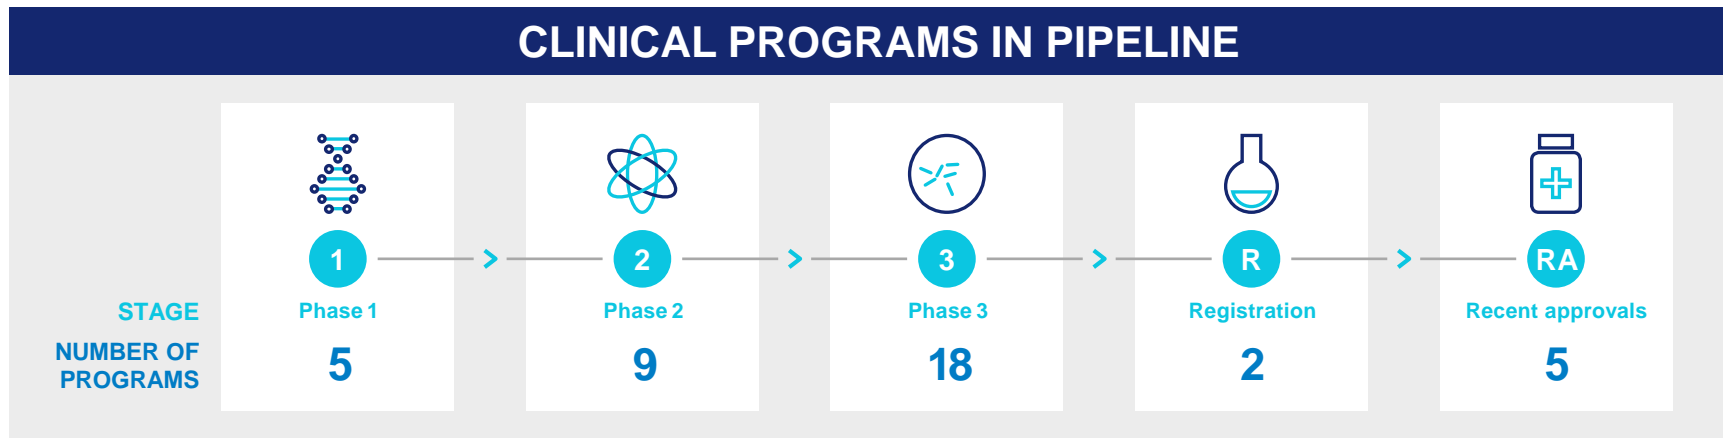 CLINICAL PROGRAMS IN PIPELINE
1 > 2 > 3 > R > RA
STAGE Phase 1 Phase 2 Phase 3 Registration Recent approvals
NUMBER OF
PROGRAMS 5 9 18 2 5